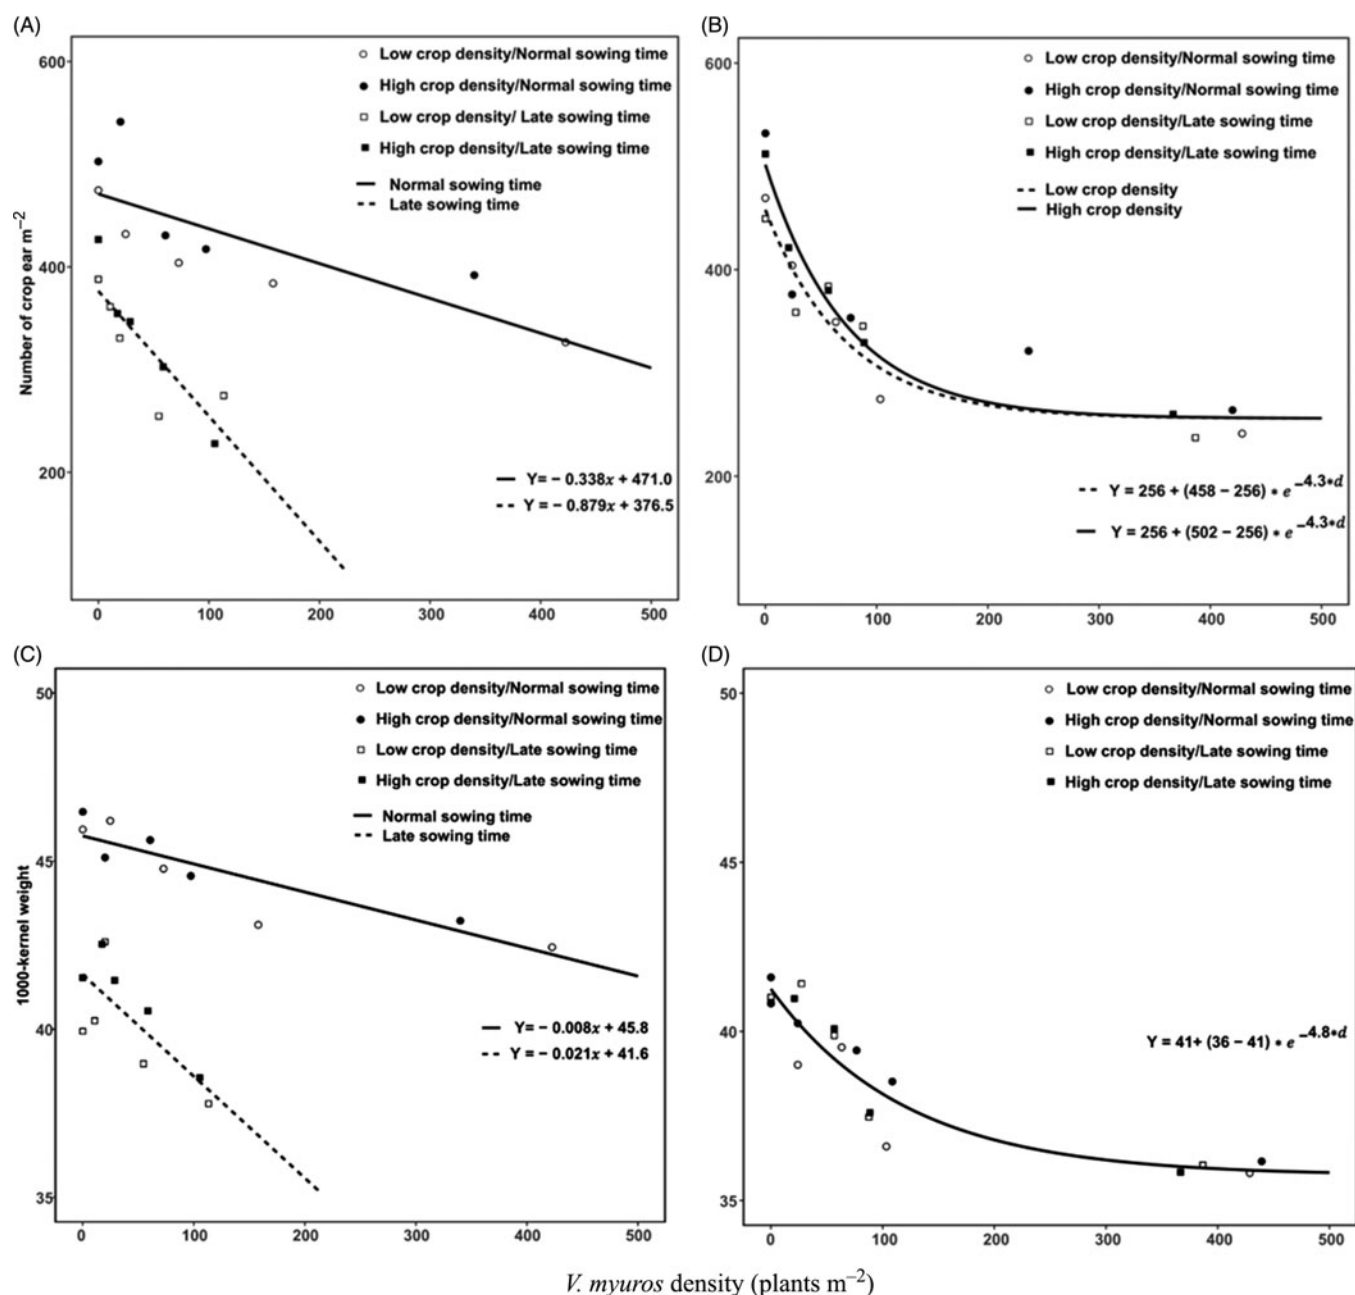 (A)
Low crop density/Normal sowing time
High crop density/Normal sowing time
Low crop density/ Late sowing time
High crop density/Late sowing time
Normal sowing time
Late sowing time
Number of crop ear m⁻²
600
400
200
Y= − 0.338x + 471.0
Y = − 0.879x + 376.5
0 100 200 300 400 500
(B)
Low crop density/Normal sowing time
High crop density/Normal sowing time
Low crop density/Late sowing time
High crop density/Late sowing time
Low crop density
High crop density
600
400
200
Y = 256 + (458 − 256) * e^−4.3*d
Y = 256 + (502 − 256) * e^−4.3*d
0 100 200 300 400 500
(C)
Low crop density/Normal sowing time
High crop density/Normal sowing time
Low crop density/Late sowing time
High crop density/Late sowing time
Normal sowing time
Late sowing time
1000-kernel weight
50
45
40
35
Y= − 0.008x + 45.8
Y = − 0.021x + 41.6
0 100 200 300 400 500
(D)
Low crop density/Normal sowing time
High crop density/Normal sowing time
Low crop density/Late sowing time
High crop density/Late sowing time
50
45
40
35
Y = 41+ (36 − 41) * e^−4.8*d
0 100 200 300 400 500
V. myuros density (plants m⁻²)